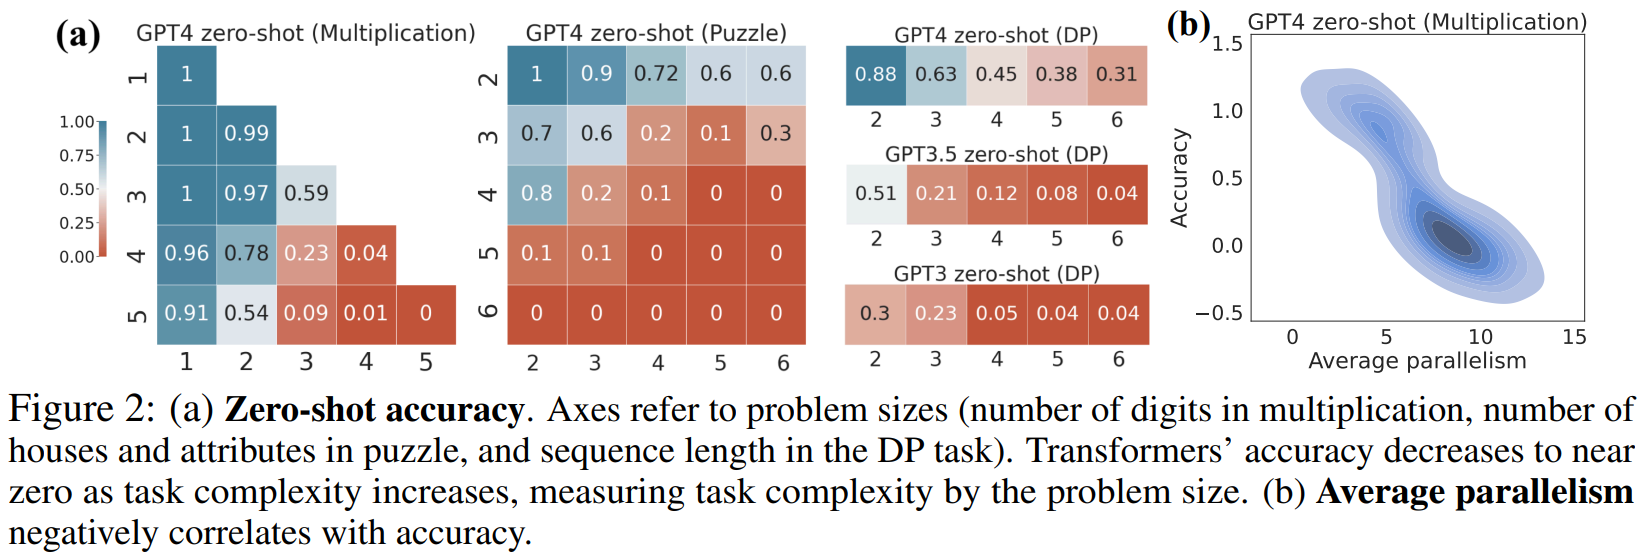 (a)
GPT4 zero-shot (Multiplication)
1.00
0.75
0.50
0.25
0.00
1 1
2 1 0.99
3 1 0.97 0.59
4 0.96 0.78 0.23 0.04
5 0.91 0.54 0.09 0.01 0
1 2 3 4 5
GPT4 zero-shot (Puzzle)
2 1 0.9 0.72 0.6 0.6
3 0.7 0.6 0.2 0.1 0.3
4 0.8 0.2 0.1 0 0
5 0.1 0.1 0 0 0
6 0 0 0 0 0
2 3 4 5 6
GPT4 zero-shot (DP)
0.88 0.63 0.45 0.38 0.31
2 3 4 5 6
GPT3.5 zero-shot (DP)
0.51 0.21 0.12 0.08 0.04
2 3 4 5 6
GPT3 zero-shot (DP)
0.3 0.23 0.05 0.04 0.04
2 3 4 5 6
(b)
GPT4 zero-shot (Multiplication)
Accuracy
1.5
1.0
0.5
0.0
−0.5
0 5 10 15
Average parallelism
Figure 2: (a) Zero-shot accuracy. Axes refer to problem sizes (number of digits in multiplication, number of
houses and attributes in puzzle, and sequence length in the DP task). Transformers’ accuracy decreases to near
zero as task complexity increases, measuring task complexity by the problem size. (b) Average parallelism
negatively correlates with accuracy.